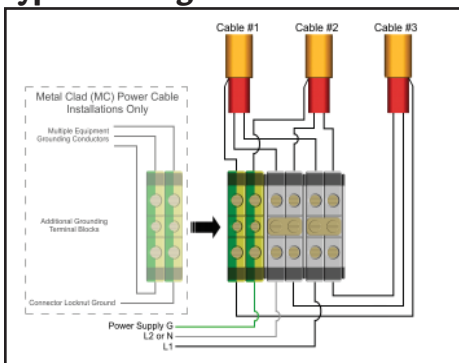 Cable #1
Cable #2
Cable #3
Metal Clad (MC) Power Cable
Installations Only
Multiple Equipment
Grounding Conductors
Additional Grounding
Terminal Blocks
Connector Locknut Ground
Power Supply G
L2 or N
L1